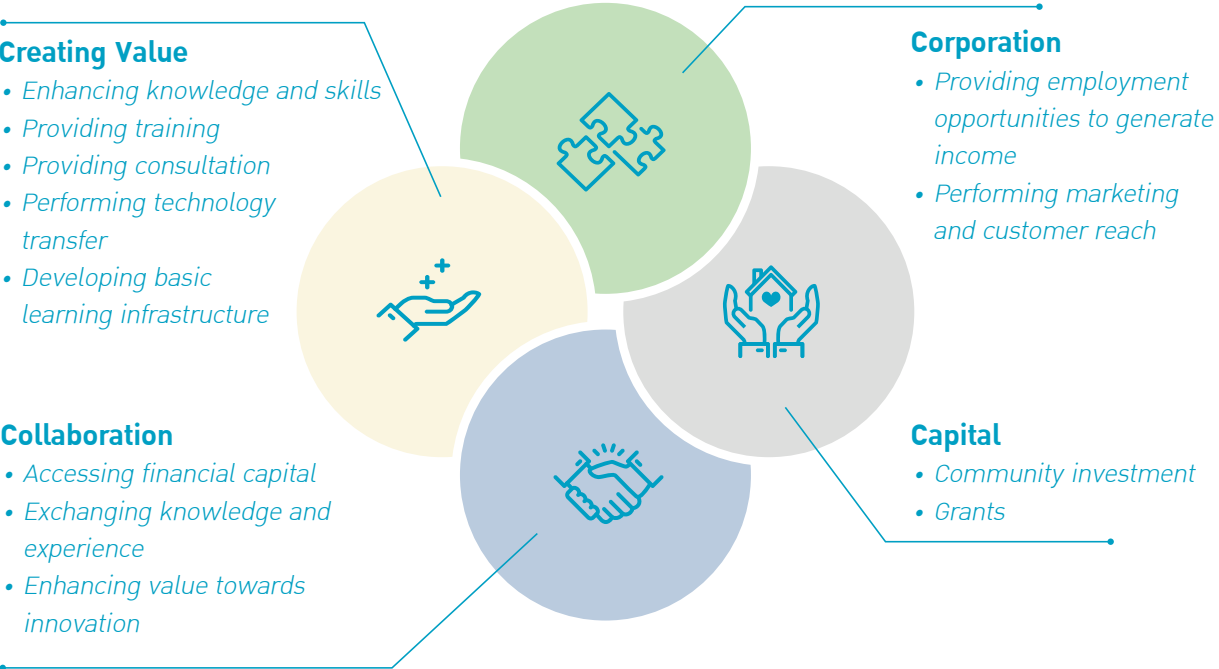 Creating Value
• Enhancing knowledge and skills
• Providing training
• Providing consultation
• Performing technology
transfer
• Developing basic
learning infrastructure
Corporation
• Providing employment
opportunities to generate
income
• Performing marketing
and customer reach
Collaboration
• Accessing financial capital
• Exchanging knowledge and
experience
• Enhancing value towards
innovation
Capital
• Community investment
• Grants